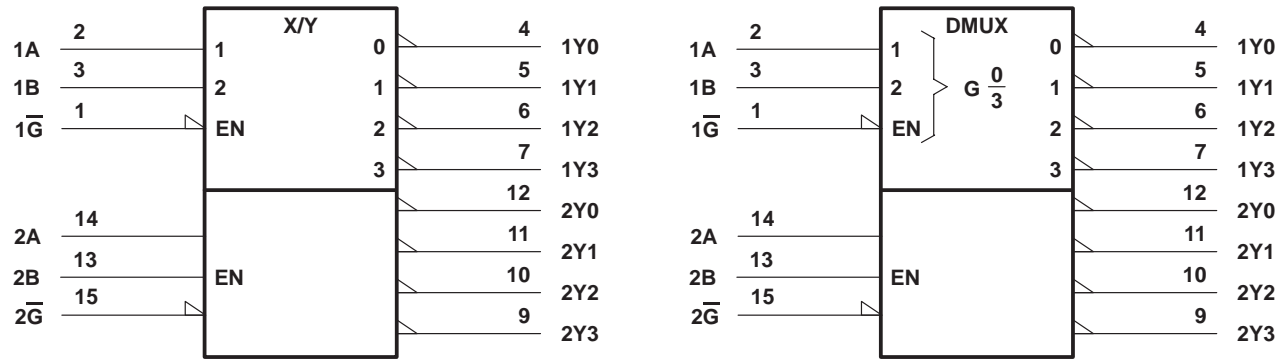 X/Y
1A 2 1 0 4 1Y0
1B 3 2 1 5 1Y1
1G̅ 1 EN 2 6 1Y2
3 7 1Y3
12 2Y0
2A 14 11 2Y1
2B 13 EN 10 2Y2
2G̅ 15 9 2Y3
DMUX
1A 2 1 0 4 1Y0
1B 3 2 G 0/3 1 5 1Y1
1G̅ 1 EN 2 6 1Y2
3 7 1Y3
12 2Y0
2A 14 11 2Y1
2B 13 EN 10 2Y2
2G̅ 15 9 2Y3